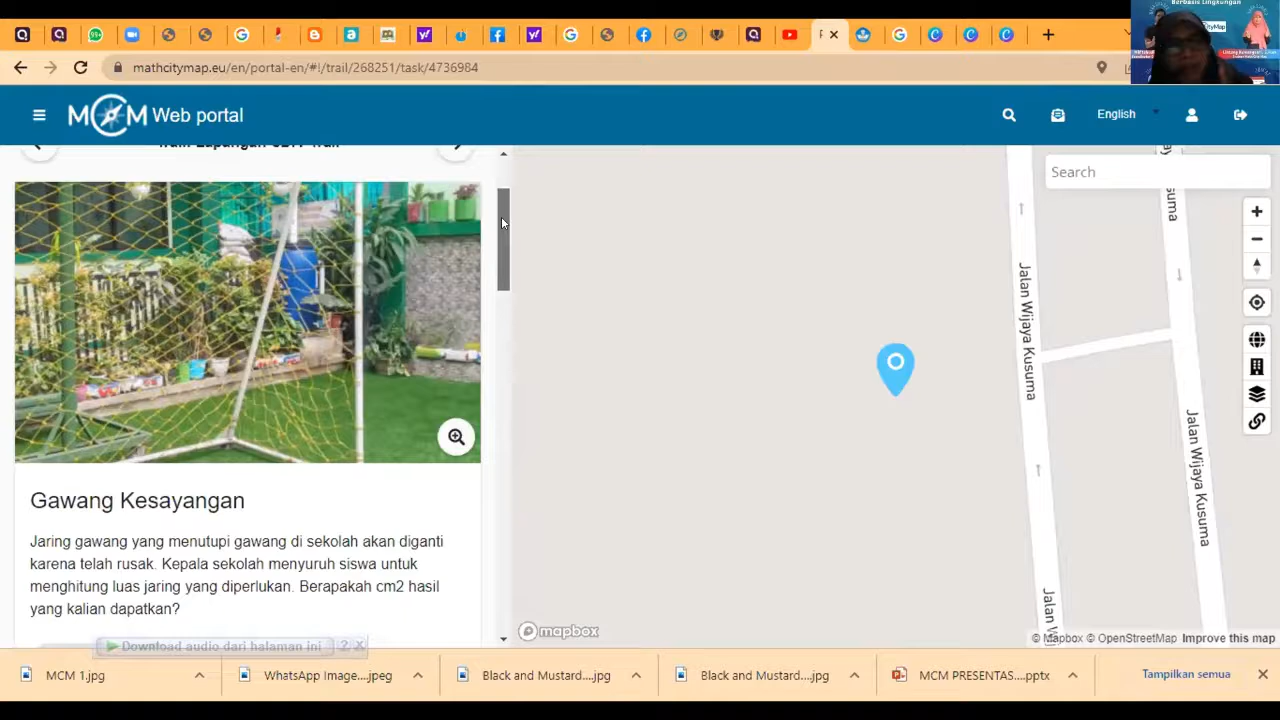 99+
mathcitymap.eu/en/portal-en/#!/trail/268251/task/4736984
MCM Web portal
English
Search
Gawang Kesayangan
Jaring gawang yang menutupi gawang di sekolah akan diganti
karena telah rusak. Kepala sekolah menyuruh siswa untuk
menghitung luas jaring yang diperlukan. Berapakah cm2 hasil
yang kalian dapatkan?
Download audio dari halaman ini ? X
Jalan Wijaya Kusuma
Jalan Wijaya Kusuma
Jalan
mapbox
© Mapbox © OpenStreetMap Improve this map
MCM 1.jpg
WhatsApp Image....jpeg
Black and Mustard....jpg
Black and Mustard....jpg
MCM PRESENTAS....pptx
Tampilkan semua